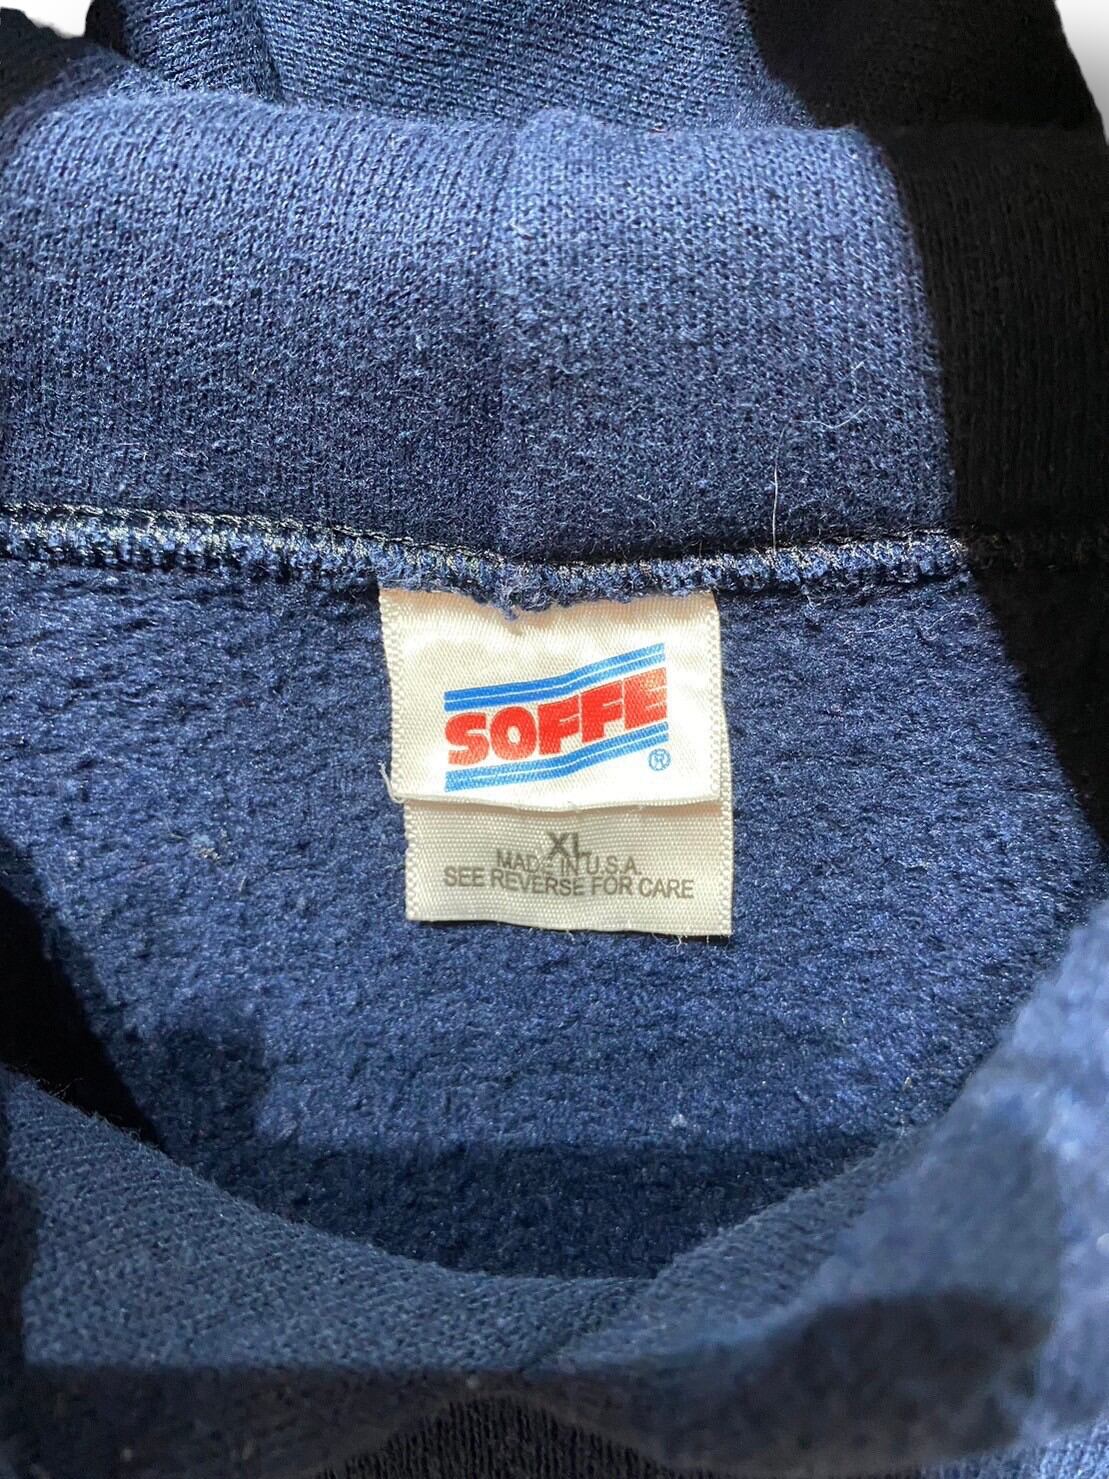 SOFFE
®
XL
MADE IN U.S.A.
SEE REVERSE FOR CARE